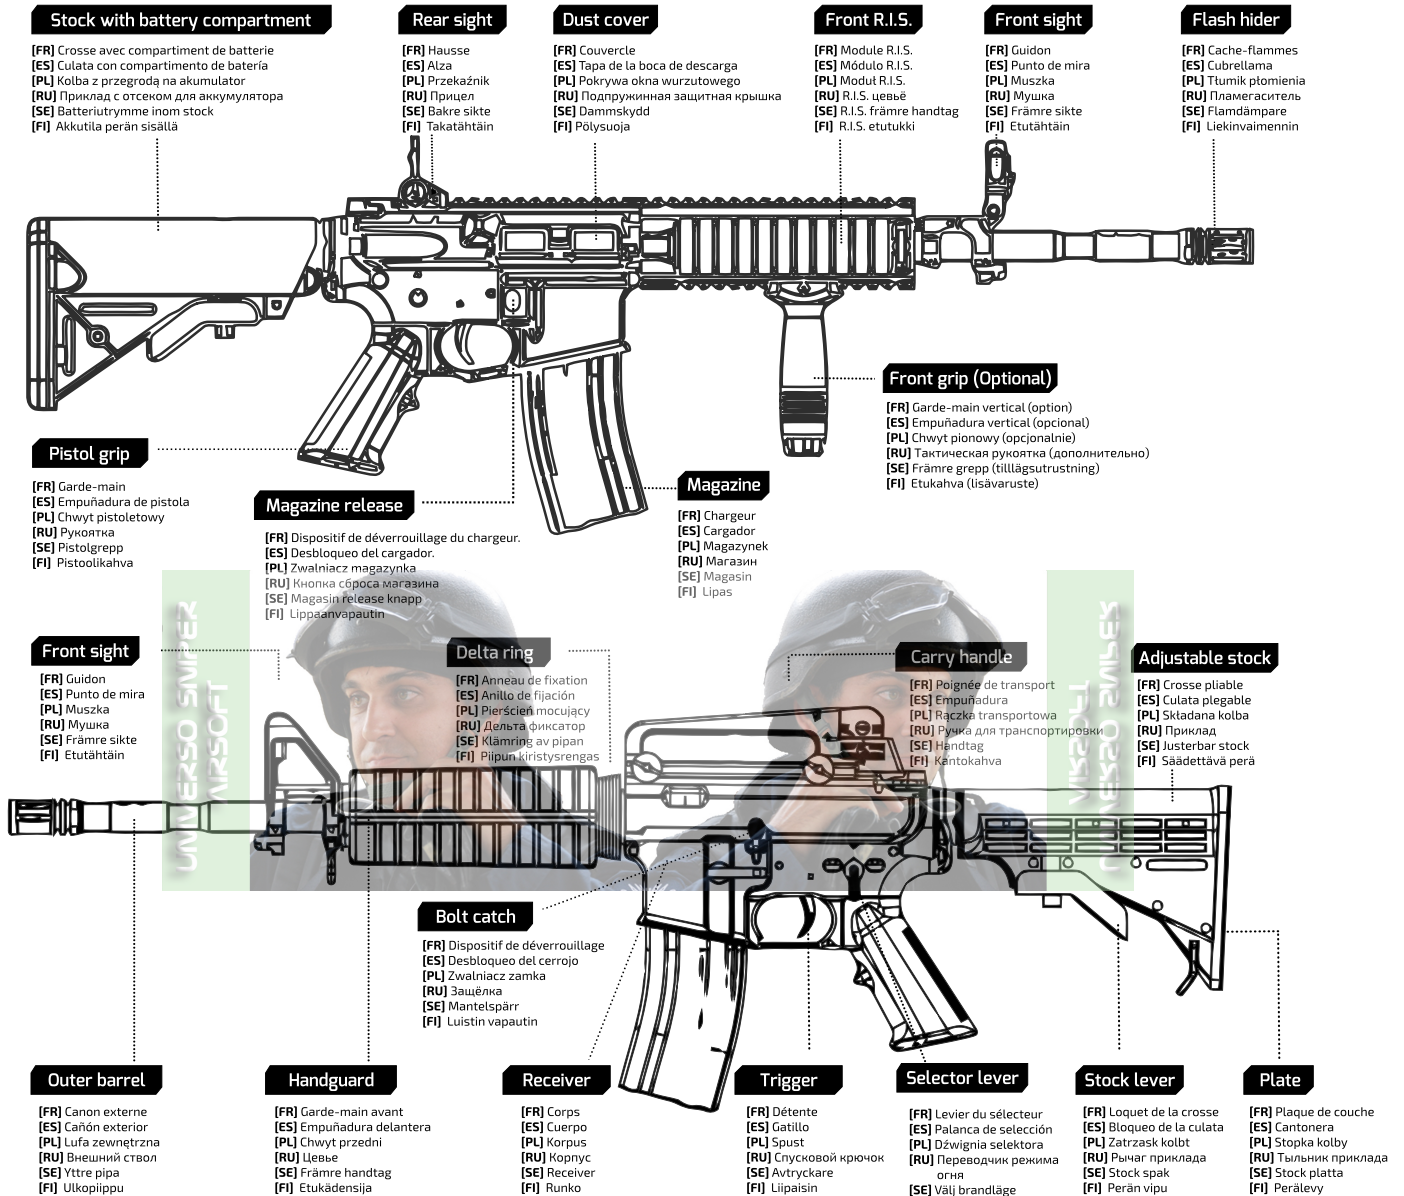 Stock with battery compartment
[FR] Crosse avec compartiment de batterie
[ES] Culata con compartimento de batería
[PL] Kolba z przegrodą na akumulator
[RU] Приклад с отсеком для аккумулятора
[SE] Batteriutrymme inom stock
[FI] Akkutila perän sisällä
Rear sight
[FR] Hausse
[ES] Alza
[PL] Przekaźnik
[RU] Прицел
[SE] Bakre sikte
[FI] Takatähtäin
Dust cover
[FR] Couvercle
[ES] Tapa de la boca de descarga
[PL] Pokrywa okna wurzutowego
[RU] Подпружинная защитная крышка
[SE] Dammskydd
[FI] Pölysuoja
Front R.I.S.
[FR] Module R.I.S.
[ES] Módulo R.I.S.
[PL] Moduł R.I.S.
[RU] R.I.S. цевьё
[SE] R.I.S. främre handtag
[FI] R.I.S. etutukki
Front sight
[FR] Guidon
[ES] Punto de mira
[PL] Muszka
[RU] Мушка
[SE] Främre sikte
[FI] Etutähtäin
Flash hider
[FR] Cache-flammes
[ES] Cubrellama
[PL] Tłumik płomienia
[RU] Пламегаситель
[SE] Flamdämpare
[FI] Liekinvaimennin
Front grip (Optional)
[FR] Garde-main vertical (option)
[ES] Empuñadura vertical (opcional)
[PL] Chwyt pionowy (opcjonalnie)
[RU] Тактическая рукоятка (дополнительно)
[SE] Främre grepp (tilllägsutrustning)
[FI] Etukahva (lisävaruste)
Pistol grip
[FR] Garde-main
[ES] Empuñadura de pistola
[PL] Chwyt pistoletowy
[RU] Рукоятка
[SE] Pistolgrepp
[FI] Pistoolikahva
Magazine release
[FR] Dispositif de déverrouillage du chargeur.
[ES] Desbloqueo del cargador.
[PL] Zwalniacz magazynka
[RU] Кнопка сброса магазина
[SE] Magasin release knapp
[FI] Lippaanvapautin
Magazine
[FR] Chargeur
[ES] Cargador
[PL] Magazynek
[RU] Магазин
[SE] Magasin
[FI] Lipas
UNIVERSO SNIPER
AIRSOFT
Front sight
[FR] Guidon
[ES] Punto de mira
[PL] Muszka
[RU] Мушка
[SE] Främre sikte
[FI] Etutähtäin
Delta ring
[FR] Anneau de fixation
[ES] Anillo de fijación
[PL] Pierścień mocujący
[RU] Дельта фиксатор
[SE] Klämring av pipan
[FI] Piipun kiristysrengas
Carry handle
[FR] Poignée de transport
[ES] Empuñadura
[PL] Rączka transportowa
[RU] Ручка для транспортировки
[SE] Handtag
[FI] Kantokahva
UNIVERSO SNIPER
AIRSOFT
Adjustable stock
[FR] Crosse pliable
[ES] Culata plegable
[PL] Składana kolba
[RU] Приклад
[SE] Justerbar stock
[FI] Säädettävä perä
Bolt catch
[FR] Dispositif de déverrouillage
[ES] Desbloqueo del cerrojo
[PL] Zwalniacz zamka
[RU] Защёлка
[SE] Mantelspärr
[FI] Luistin vapautin
Outer barrel
[FR] Canon externe
[ES] Cañón exterior
[PL] Lufa zewnętrzna
[RU] Внешний ствол
[SE] Yttre pipa
[FI] Ulkopiippu
Handguard
[FR] Garde-main avant
[ES] Empuñadura delantera
[PL] Chwyt przedni
[RU] Цевье
[SE] Främre handtag
[FI] Etukädensija
Receiver
[FR] Corps
[ES] Cuerpo
[PL] Korpus
[RU] Корпус
[SE] Receiver
[FI] Runko
Trigger
[FR] Détente
[ES] Gatillo
[PL] Spust
[RU] Спусковой крючок
[SE] Avtryckare
[FI] Liipaisin
Selector lever
[FR] Levier du sélecteur
[ES] Palanca de selección
[PL] Dźwignia selektora
[RU] Переводчик режима
огня
[SE] Välj brandläge
Stock lever
[FR] Loquet de la crosse
[ES] Bloqueo de la culata
[PL] Zatrzask kolbt
[RU] Рычаг приклада
[SE] Stock spak
[FI] Perän vipu
Plate
[FR] Plaque de couche
[ES] Cantonera
[PL] Stopka kolby
[RU] Тыльник приклада
[SE] Stock platta
[FI] Perälevy